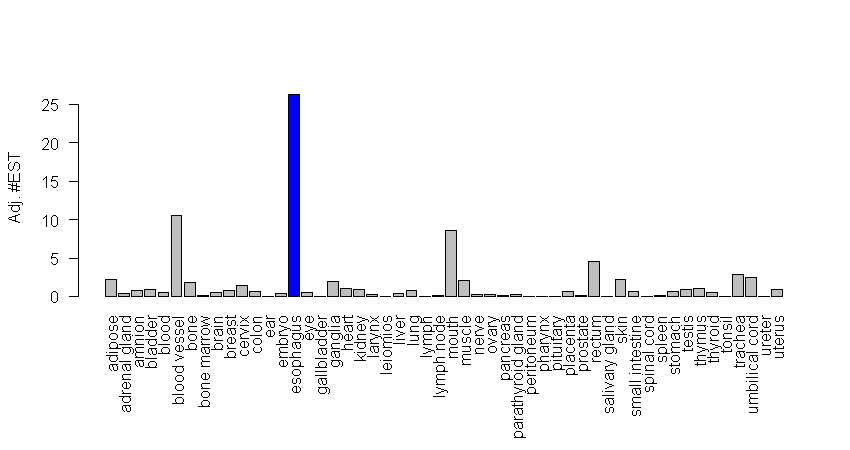 Adj. #EST
25
20
15
10
5
0
adipose
adrenal gland
amnion
bladder
blood
blood vessel
bone
bone marrow
brain
breast
cervix
colon
ear
embryo
esophagus
eye
gallbladder
ganglia
heart
kidney
larynx
leiomios
liver
lung
lymph
lymph node
mouth
muscle
nerve
ovary
pancreas
parathyroid gland
peritoneum
pharynx
pituitary
placenta
prostate
rectum
salivary gland
skin
small intestine
spinal cord
spleen
stomach
testis
thymus
thyroid
tonsil
trachea
umbilical cord
ureter
uterus